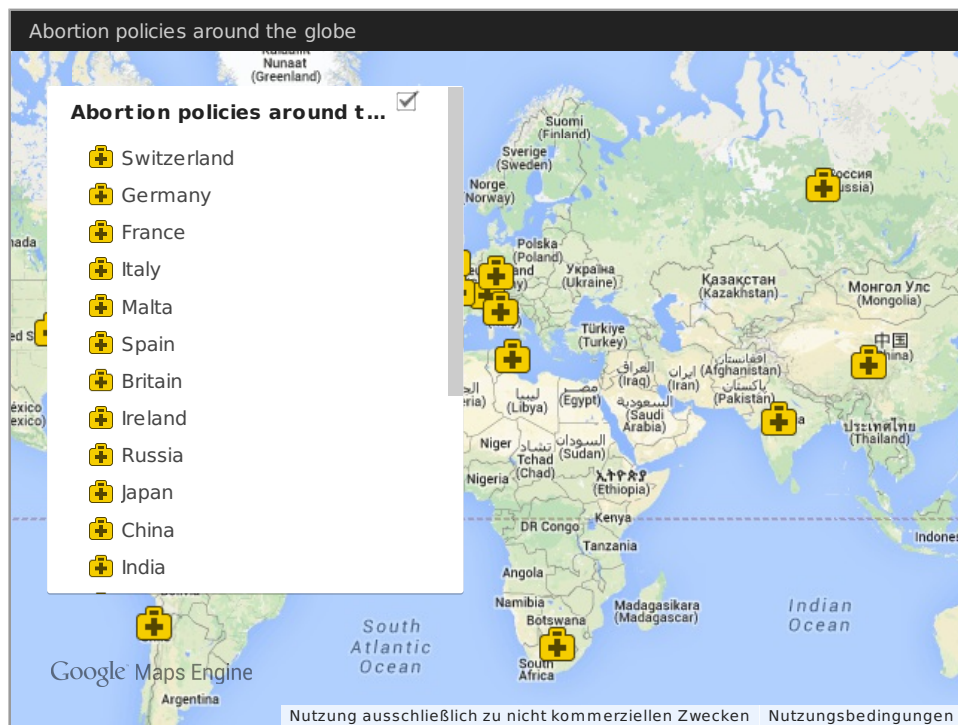 Abortion policies around the globe
Nunaat
(Greenland)
Abortion policies around t...
Switzerland
Germany
France
Italy
Malta
Spain
Britain
Ireland
Russia
Japan
China
India
Suomi
(Finland)
Sverige
(Sweden)
Norge
Norway)
Polska
(Poland)
Україна
(Ukraine)
Қазақстан
(Kazakhstan)
Монгол Улс
(Mongolia)
Türkiye
(Turkey)
العراق
(Iraq)
ایران
(Iran)
افغانستان
(Afghanistan)
پاکستان
(Pakistan)
中国
ليبيا
(Libya)
مصر
(Egypt)
السعودية
(Saudi
Arabia)
ประเทศไทย
(Thailand)
Niger
تشاد
Tchad
(Chad)
السودان
(Sudan)
Nigeria
ኢትዮጵያ
(Ethiopia)
DR Congo
Kenya
Tanzania
Angola
Namibia
Botswana
Madagasikara
(Madagascar)
South
Africa
Indian
Ocean
South
Atlantic
Ocean
Argentina
Google Maps Engine
Nutzung ausschließlich zu nicht kommerziellen Zwecken
Nutzungsbedingungen